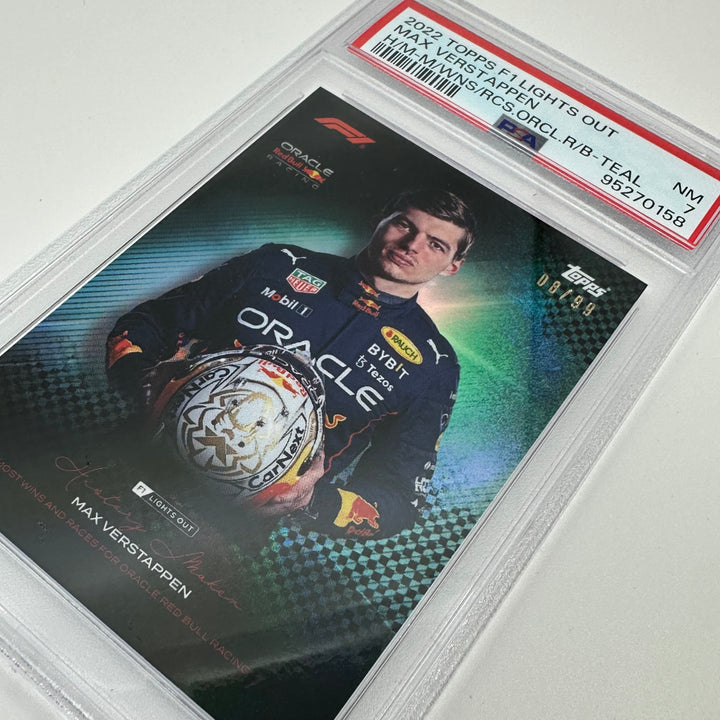 2022 TOPPS F1 LIGHTS OUT
MAX VERSTAPPEN
H/M-M/WNS/RCS.ORCL.R/B-TEAL
NM
7
95270158
PSA
F1
ORACLE
Red Bull
RACING
topps
08/99
TAG
HEUER
Mobil 1
ORACLE
RAUCH
BYBIT
Tezos
CarNext
F1 LIGHTS OUT
History Maker
MAX VERSTAPPEN
MOST WINS AND RACES FOR ORACLE RED BULL RACING